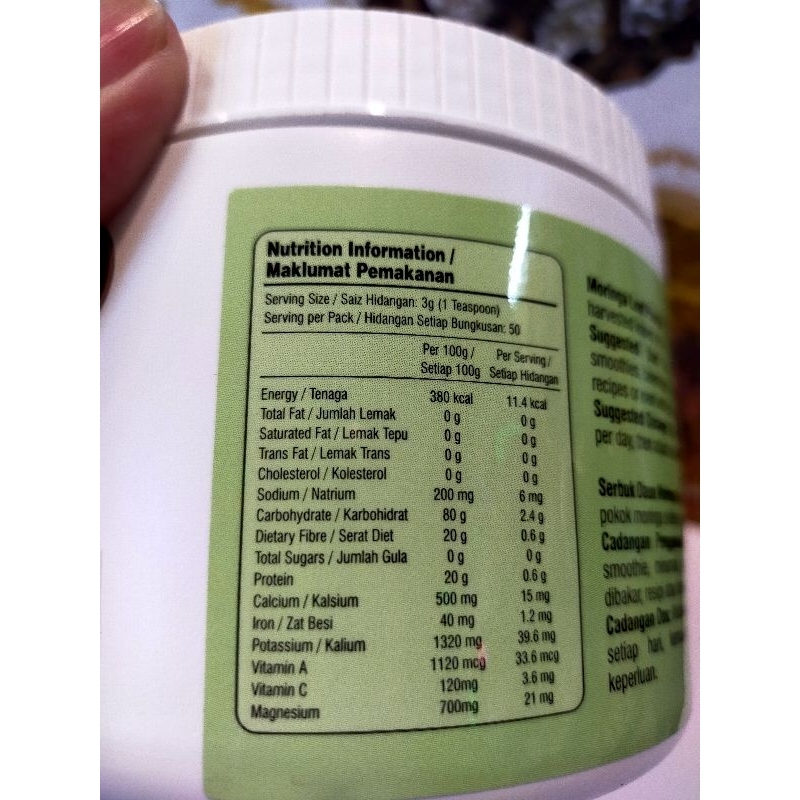 Nutrition Information /
Maklumat Pemakanan
Serving Size / Saiz Hidangan: 3g (1 Teaspoon)
Serving per Pack / Hidangan Setiap Bungkusan: 50
Per 100g / Per Serving /
Setiap 100g Setiap Hidangan
Energy / Tenaga 380 kcal 11.4 kcal
Total Fat / Jumlah Lemak 0 g 0 g
Saturated Fat / Lemak Tepu 0 g 0 g
Trans Fat / Lemak Trans 0 g 0 g
Cholesterol / Kolesterol 0 g 0 g
Sodium / Natrium 200 mg 6 mg
Carbohydrate / Karbohidrat 80 g 2.4 g
Dietary Fibre / Serat Diet 20 g 0.6 g
Total Sugars / Jumlah Gula 0 g 0 g
Protein 20 g 0.6 g
Calcium / Kalsium 500 mg 15 mg
Iron / Zat Besi 40 mg 1.2 mg
Potassium / Kalium 1320 mg 39.6 mg
Vitamin A 1120 mcg 33.6 mcg
Vitamin C 120mg 3.6 mg
Magnesium 700mg 21 mg
Moringa
harvested
Suggested
smoothies
recipes or
Suggested
per day,
Serbuk Daun
pokok moringa
Cadangan
smoothie,
dibakar, resipi
Cadangan
setiap hari,
keperluan.